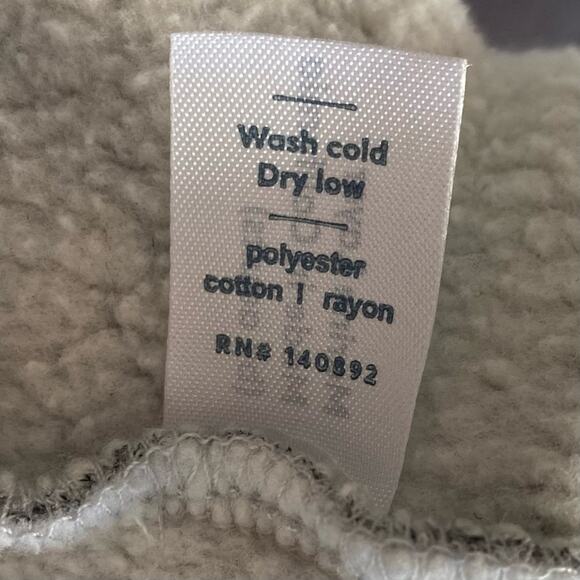 Wash cold
Dry low
polyester
cotton | rayon
RN# 140892